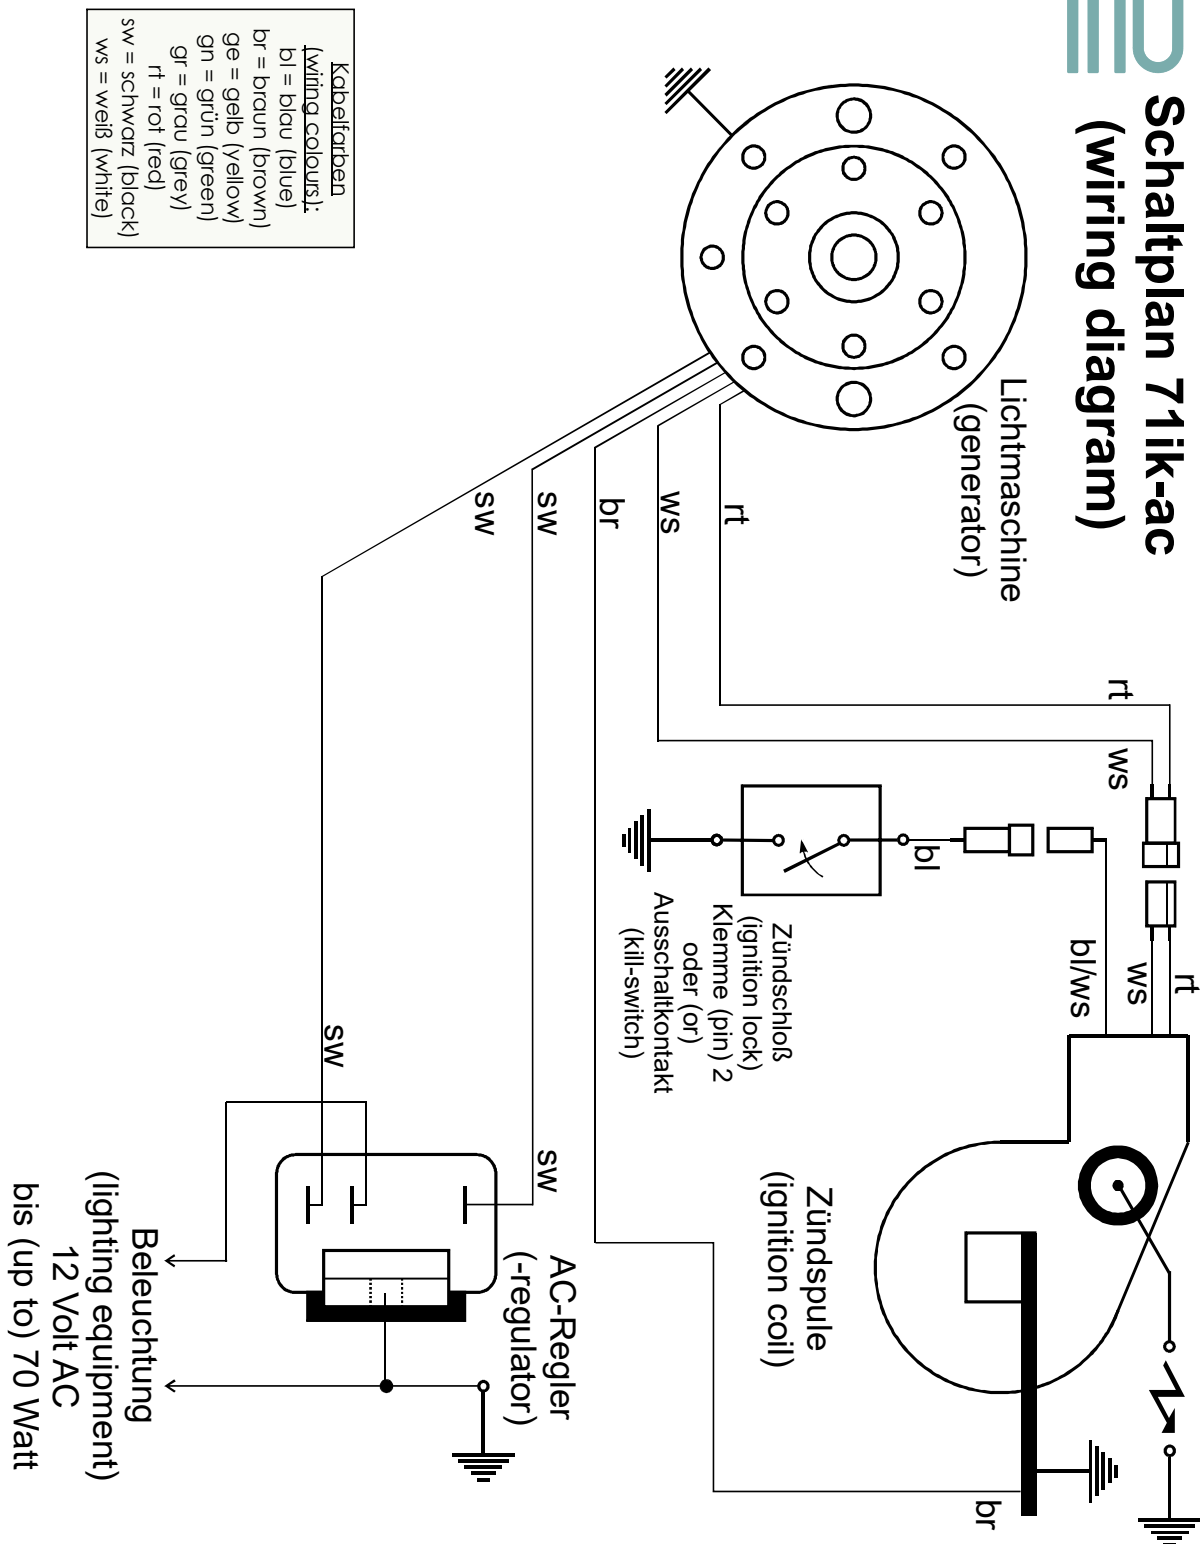 Schaltplan 71ik-ac
(wiring diagram)
Lichtmaschine
(generator)
rt
ws
br
sw
sw
rt
ws
rt
ws
bl/ws
bl
Zündschloß
(ignition lock)
Klemme (pin) 2
oder (or)
Ausschaltkontakt
(kill-switch)
Zündspule
(ignition coil)
br
sw
sw
AC-Regler
(-regulator)
Beleuchtung
(lighting equipment)
12 Volt AC
bis (up to) 70 Watt
Kabelfarben
(wiring colours):
bl = blau (blue)
br = braun (brown)
ge = gelb (yellow)
gn = grün (green)
gr = grau (grey)
rt = rot (red)
sw = schwarz (black)
ws = weiß (white)